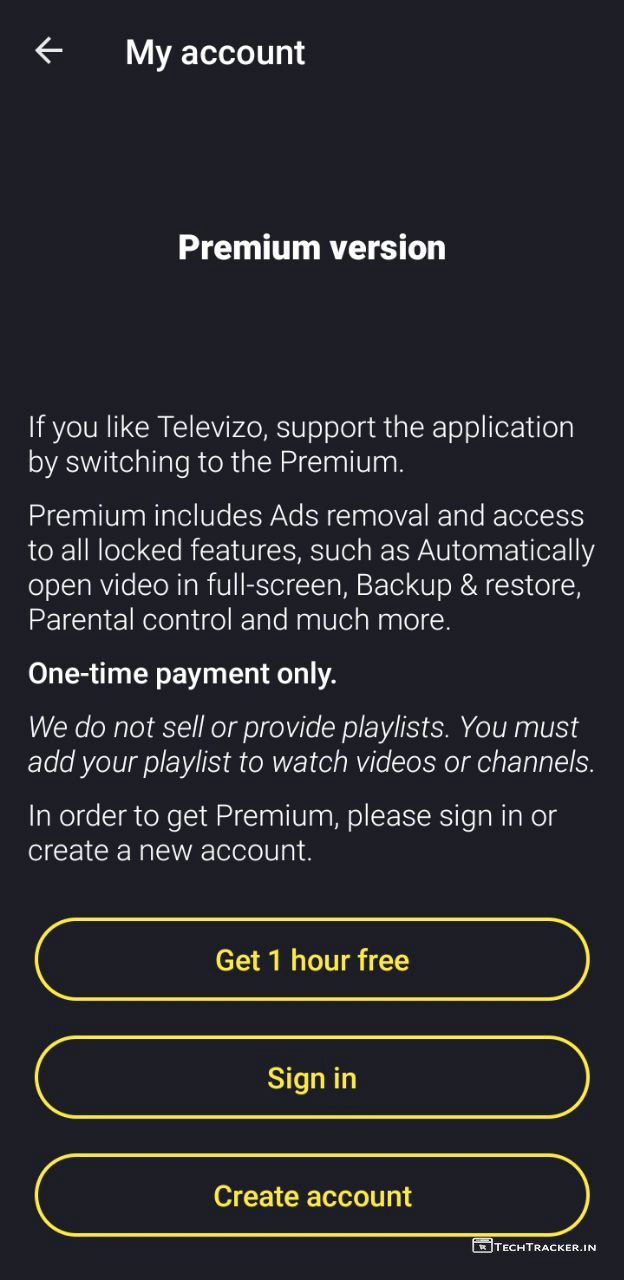 My account
Premium version
If you like Televizo, support the application
by switching to the Premium.
Premium includes Ads removal and access
to all locked features, such as Automatically
open video in full-screen, Backup & restore,
Parental control and much more.
One-time payment only.
We do not sell or provide playlists. You must
add your playlist to watch videos or channels.
In order to get Premium, please sign in or
create a new account.
Get 1 hour free
Sign in
Create account
TECHTRACKER.IN